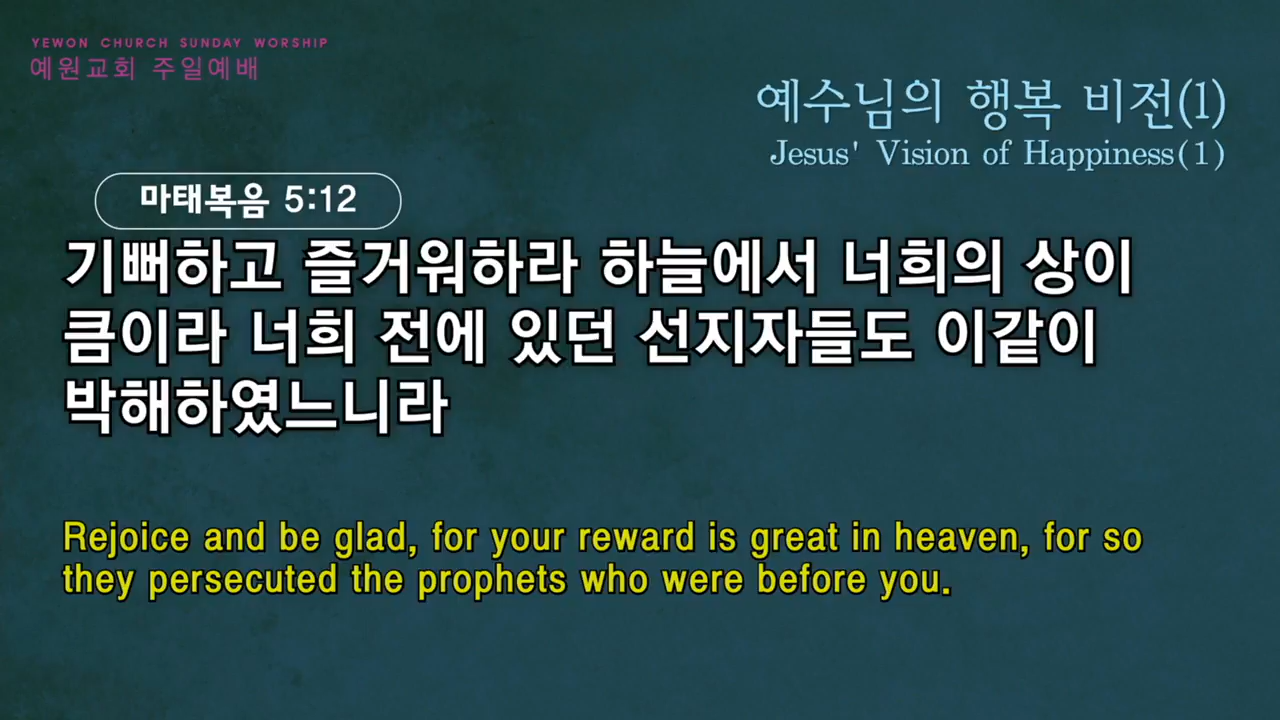 YEWON CHURCH SUNDAY WORSHIP
예원교회 주일예배
예수님의 행복 비전(1)
Jesus' Vision of Happiness(1)
마태복음 5:12
기뻐하고 즐거워하라 하늘에서 너희의 상이
큼이라 너희 전에 있던 선지자들도 이같이
박해하였느니라
Rejoice and be glad, for your reward is great in heaven, for so
they persecuted the prophets who were before you.